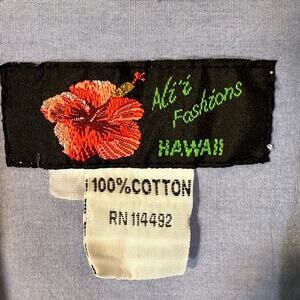 Ali'i
Fashions
HAWAII
100%COTTON
RN 114492